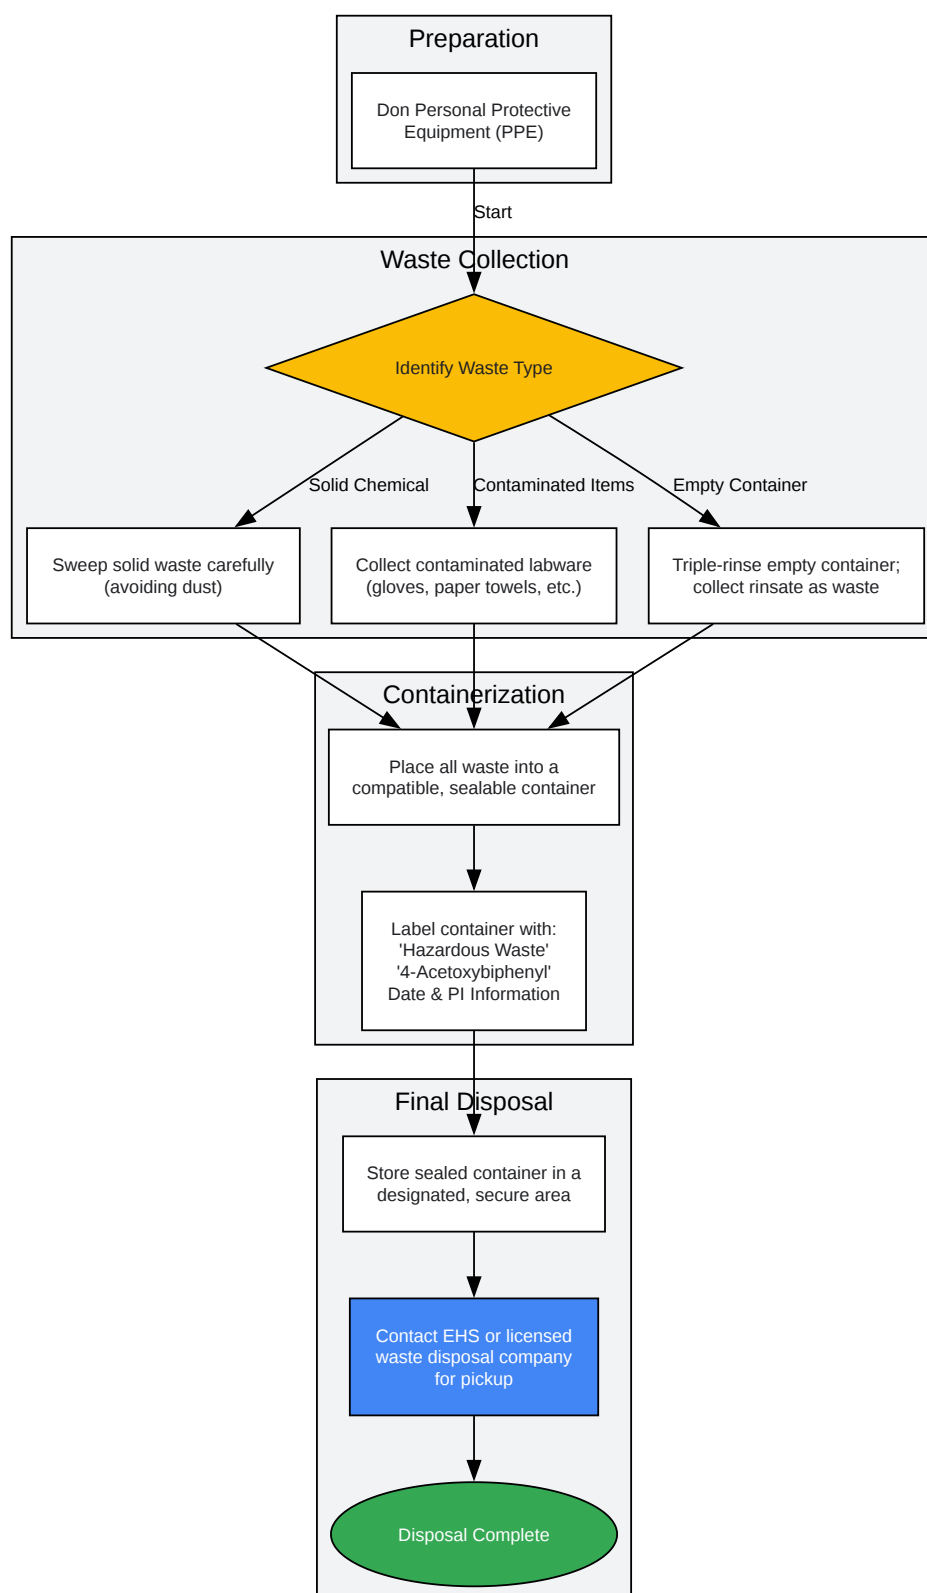 Preparation
Don Personal Protective
Equipment (PPE)
Start
Waste Collection
Identify Waste Type
Solid Chemical
Contaminated Items
Empty Container
Sweep solid waste carefully
(avoiding dust)
Collect contaminated labware
(gloves, paper towels, etc.)
Triple-rinse empty container;
collect rinsate as waste
Containerization
Place all waste into a
compatible, sealable container
Label container with:
'Hazardous Waste'
'4-Acetoxybiphenyl'
Date & PI Information
Final Disposal
Store sealed container in a
designated, secure area
Contact EHS or licensed
waste disposal company
for pickup
Disposal Complete